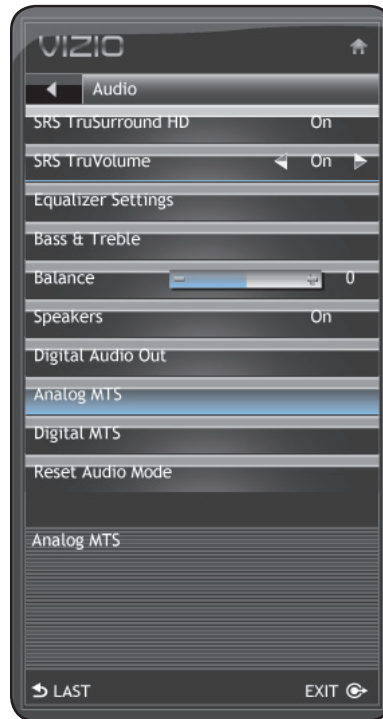 VIZIO
Audio
SRS TruSurround HD On
SRS TruVolume On
Equalizer Settings
Bass & Treble
Balance 0
Speakers On
Digital Audio Out
Analog MTS
Digital MTS
Reset Audio Mode
Analog MTS
LAST EXIT